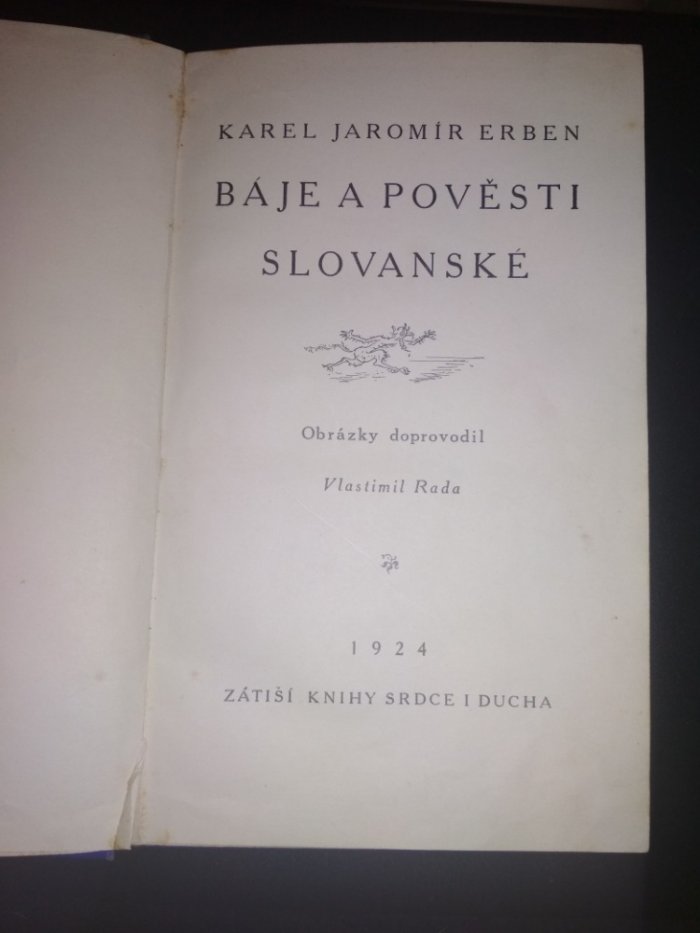 KAREL JAROMÍR ERBEN
BÁJE A POVĚSTI
SLOVANSKÉ
Obrázky doprovodil
Vlastimil Rada
1924
ZÁTIŠÍ KNIHY SRDCE I DUCHA